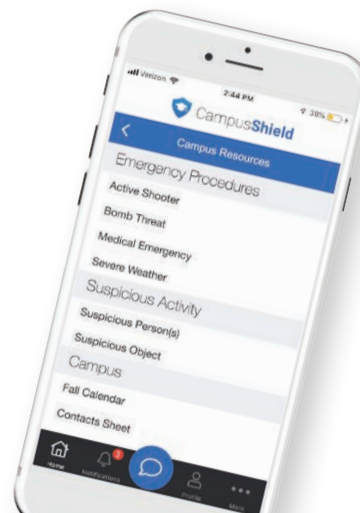 Verizon
2:44 PM
38%
CampusShield
Campus Resources
Emergency Procedures
Active Shooter
Bomb Threat
Medical Emergency
Severe Weather
Suspicious Activity
Suspicious Person(s)
Suspicious Object
Campus
Fall Calendar
Contacts Sheet
3
Home
Notifications
Profile
More